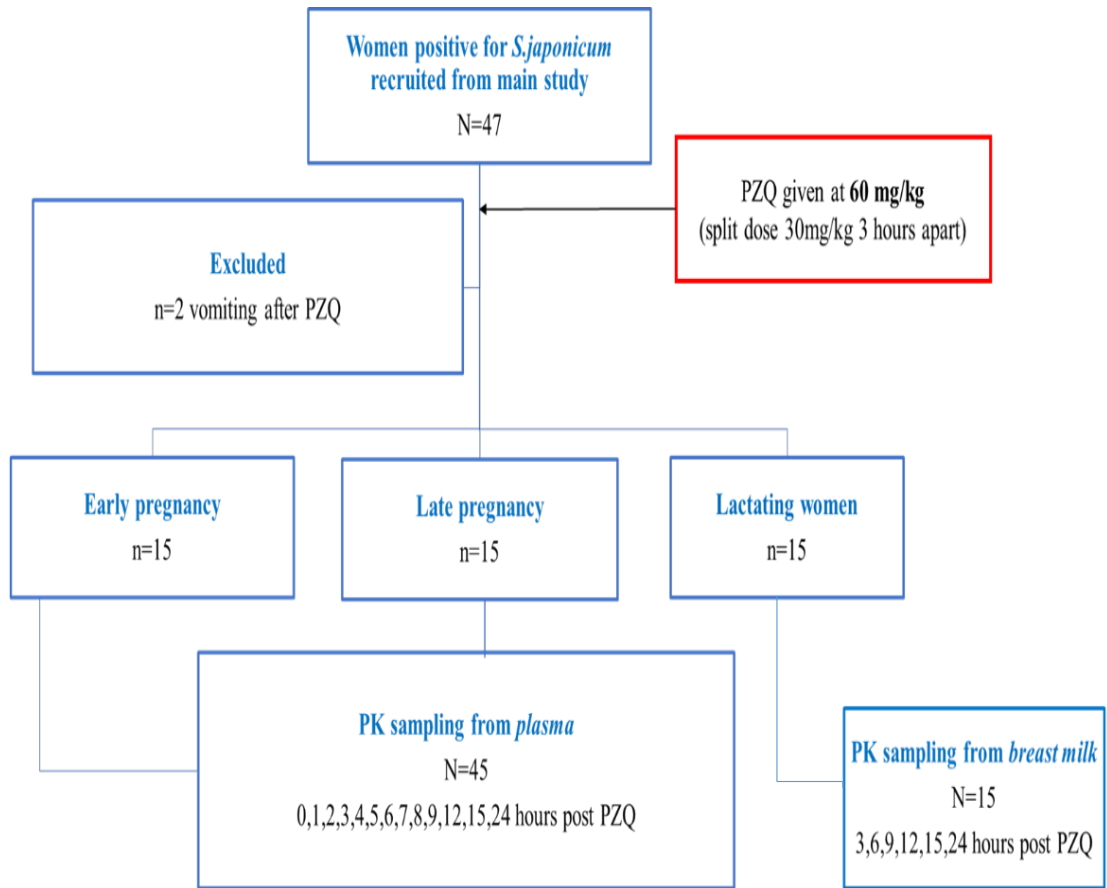 Women positive for S.japonicum
recruited from main study
N=47
PZQ given at 60 mg/kg
(split dose 30mg/kg 3 hours apart)
Excluded
n=2 vomiting after PZQ
Early pregnancy
n=15
Late pregnancy
n=15
Lactating women
n=15
PK sampling from plasma
N=45
0,1,2,3,4,5,6,7,8,9,12,15,24 hours post PZQ
PK sampling from breast milk
N=15
3,6,9,12,15,24 hours post PZQ